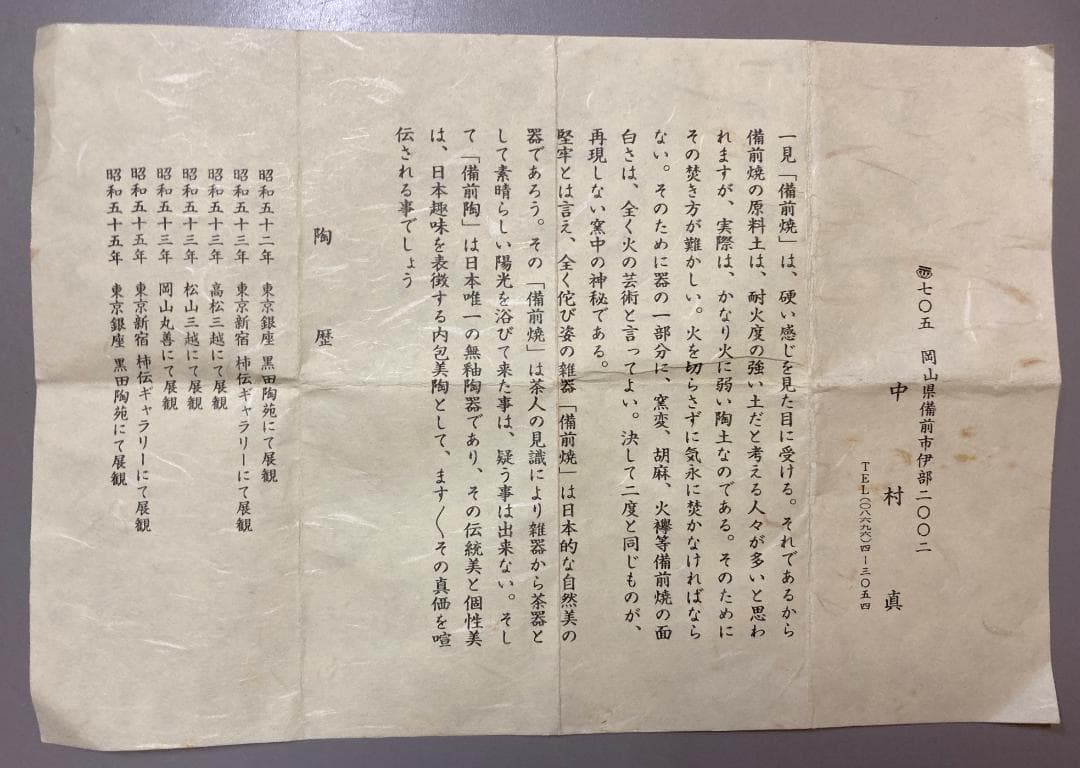 〒七〇五 岡山県備前市伊部二〇〇二
中村真
TEL(〇八六九六)四-三〇五四
一見「備前焼」は、硬い感じを見た目に受ける。それであるから
備前焼の原料土は、耐火度の強い土だと考える人々が多いと思わ
れますが、実際は、かなり火に弱い陶土なのである。そのために
その焚き方が難かしい。火を切らさずに気永に焚かなければなら
ない。そのために器の一部分に、窯変、胡麻、火襷等備前焼の面
白さは、全く火の芸術と言ってよい。決して二度と同じものが、
再現しない窯中の神秘である。
堅牢とは言え、全く佗び姿の雑器「備前焼」は日本的な自然美の
器であろう。その「備前焼」は茶人の見識により雑器から茶器と
して素晴らしい陽光を浴びて来た事は、疑う事は出来ない。そし
て「備前陶」は日本唯一の無釉陶器であり、その伝統美と個性美
は、日本趣味を表徴する内包美陶として、ます〱その真価を喧
伝される事でしょう
陶歴
昭和五十二年 東京銀座 黒田陶苑にて展観
昭和五十三年 東京新宿 柿伝ギャラリーにて展観
昭和五十三年 高松三越にて展観
昭和五十三年 松山三越にて展観
昭和五十三年 岡山丸善にて展観
昭和五十五年 東京新宿 柿伝ギャラリーにて展観
昭和五十五年 東京銀座 黒田陶苑にて展観